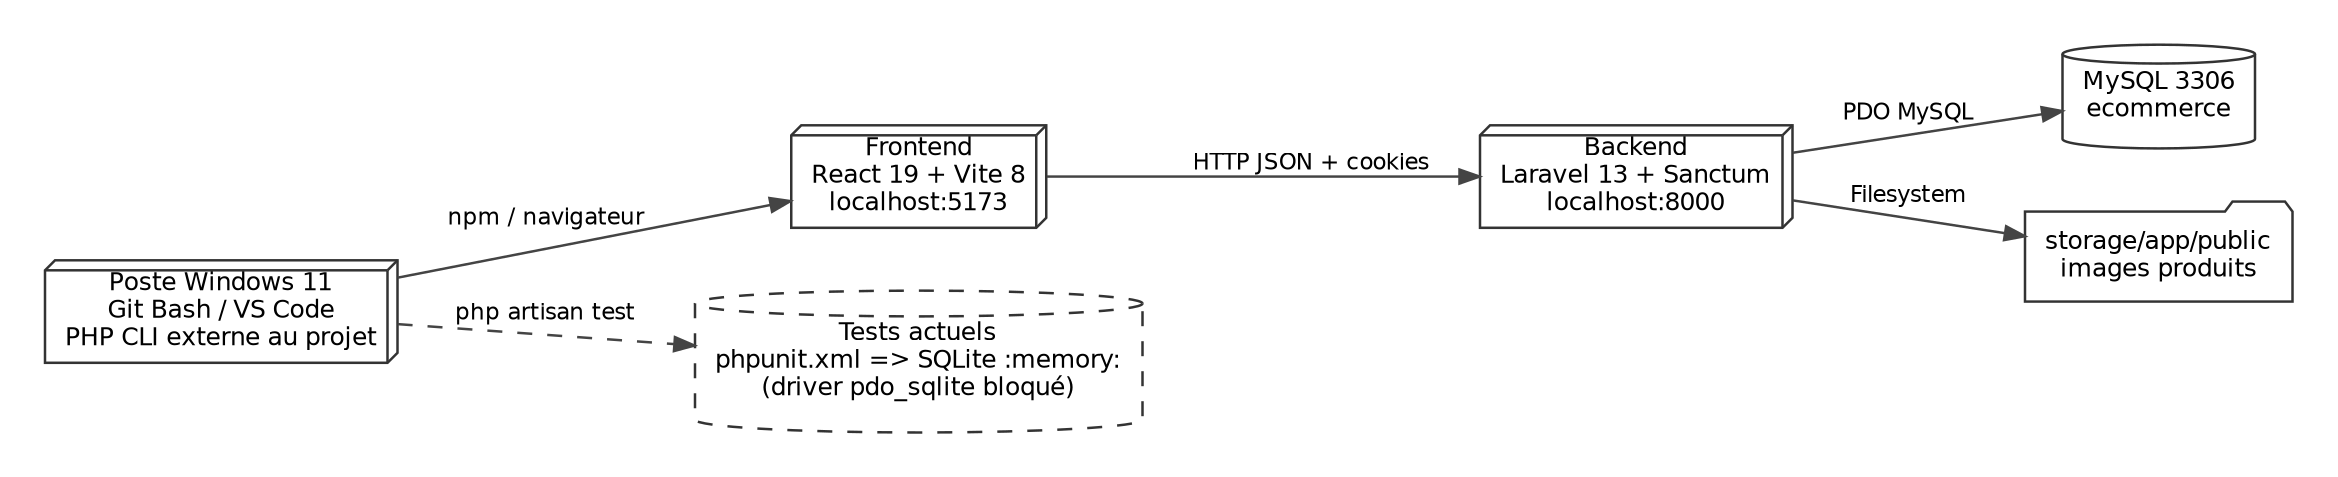 Poste Windows 11
Git Bash / VS Code
PHP CLI externe au projet
npm / navigateur
php artisan test
Frontend
React 19 + Vite 8
localhost:5173
Tests actuels
phpunit.xml => SQLite :memory:
(driver pdo_sqlite bloqué)
HTTP JSON + cookies
Backend
Laravel 13 + Sanctum
localhost:8000
PDO MySQL
Filesystem
MySQL 3306
ecommerce
storage/app/public
images produits